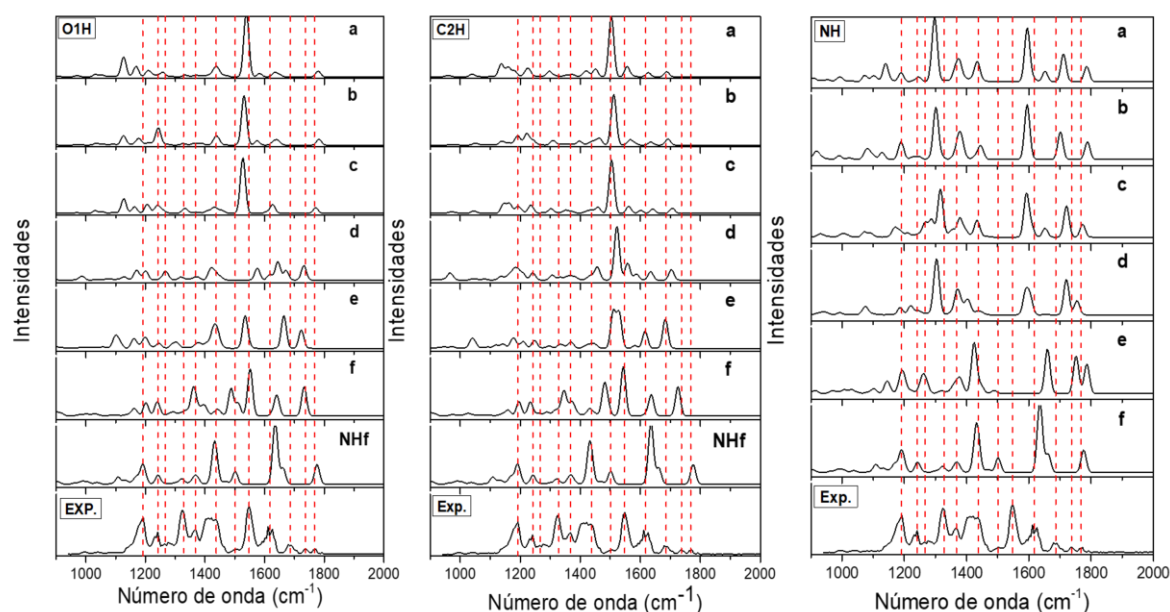 O1H
a
b
c
d
e
f
NHf
EXP.
Intensidades
1000 1200 1400 1600 1800 2000
Número de onda (cm⁻¹)
C2H
a
b
c
d
e
f
NHf
Exp.
Intensidades
1000 1200 1400 1600 1800 2000
Número de onda (cm⁻¹)
NH
a
b
c
d
e
f
Exp.
Intensidades
1000 1200 1400 1600 1800 2000
Número de onda (cm⁻¹)